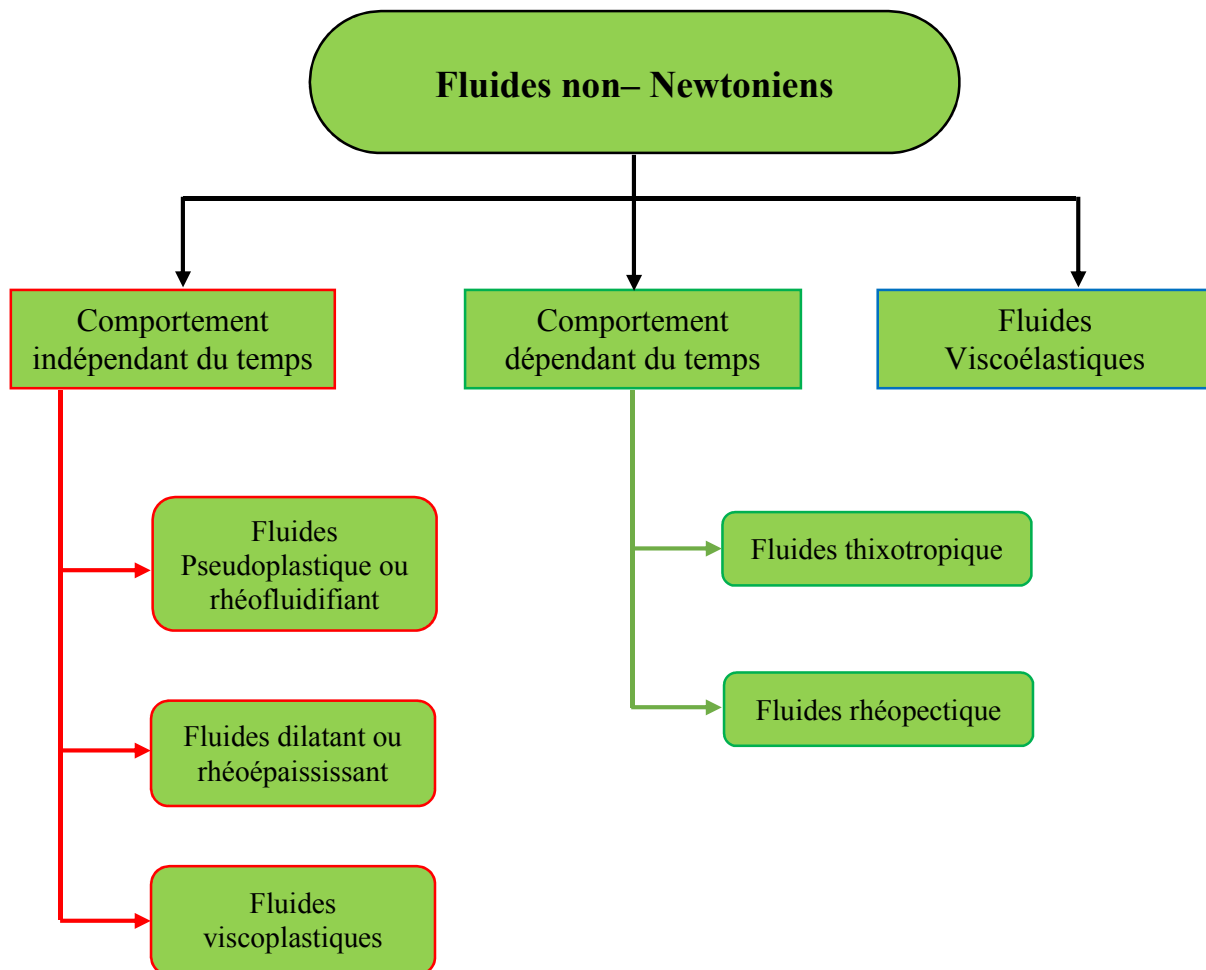 Fluides non– Newtoniens
Comportement
indépendant du temps
Comportement
dépendant du temps
Fluides
Viscoélastiques
Fluides
Pseudoplastique ou
rhéofluidifiant
Fluides dilatant ou
rhéoépaississant
Fluides
viscoplastiques
Fluides thixotropique
Fluides rhéopectique